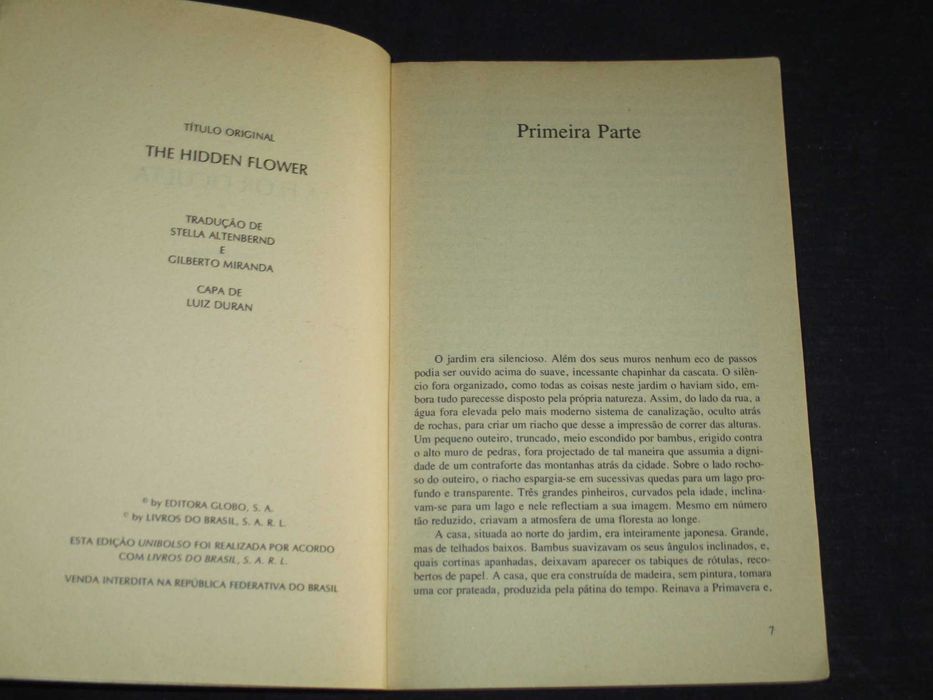 TÍTULO ORIGINAL
THE HIDDEN FLOWER
TRADUÇÃO DE
STELLA ALTENBERND
E
GILBERTO MIRANDA
CAPA DE
LUIZ DURAN
© by EDITORA GLOBO, S. A.
© by LIVROS DO BRASIL, S. A. R. L.
ESTA EDIÇÃO UNIBOLSO FOI REALIZADA POR ACORDO
COM LIVROS DO BRASIL, S. A. R. L.
VENDA INTERDITA NA REPÚBLICA FEDERATIVA DO BRASIL
Primeira Parte
O jardim era silencioso. Além dos seus muros nenhum eco de passos
podia ser ouvido acima do suave, incessante chapinhar da cascata. O silên-
cio fora organizado, como todas as coisas neste jardim o haviam sido, em-
bora tudo parecesse disposto pela própria natureza. Assim, do lado da rua, a
água fora elevada pelo mais moderno sistema de canalização, oculto atrás
de rochas, para criar um riacho que desse a impressão de correr das alturas.
Um pequeno outeiro, truncado, meio escondido por bambus, erigido contra
o alto muro de pedras, fora projectado de tal maneira que assumia a digni-
dade de um contraforte das montanhas atrás da cidade. Sobre o lado rocho-
so do outeiro, o riacho espargia-se em sucessivas quedas para um lago pro-
fundo e transparente. Três grandes pinheiros, curvados pela idade, inclina-
vam-se para um lago e nele reflectiam a sua imagem. Mesmo em número
tão reduzido, criavam a atmosfera de uma floresta ao longe.
A casa, situada ao norte do jardim, era inteiramente japonesa. Grande,
mas de telhados baixos. Bambus suavizavam os seus ângulos inclinados, e,
quais cortinas apanhadas, deixavam aparecer os tabiques de rótulas, reco-
bertos de papel. A casa, que era construída de madeira, sem pintura, tomara
uma cor prateada, produzida pela pátina do tempo. Reinava a Primavera e,
7